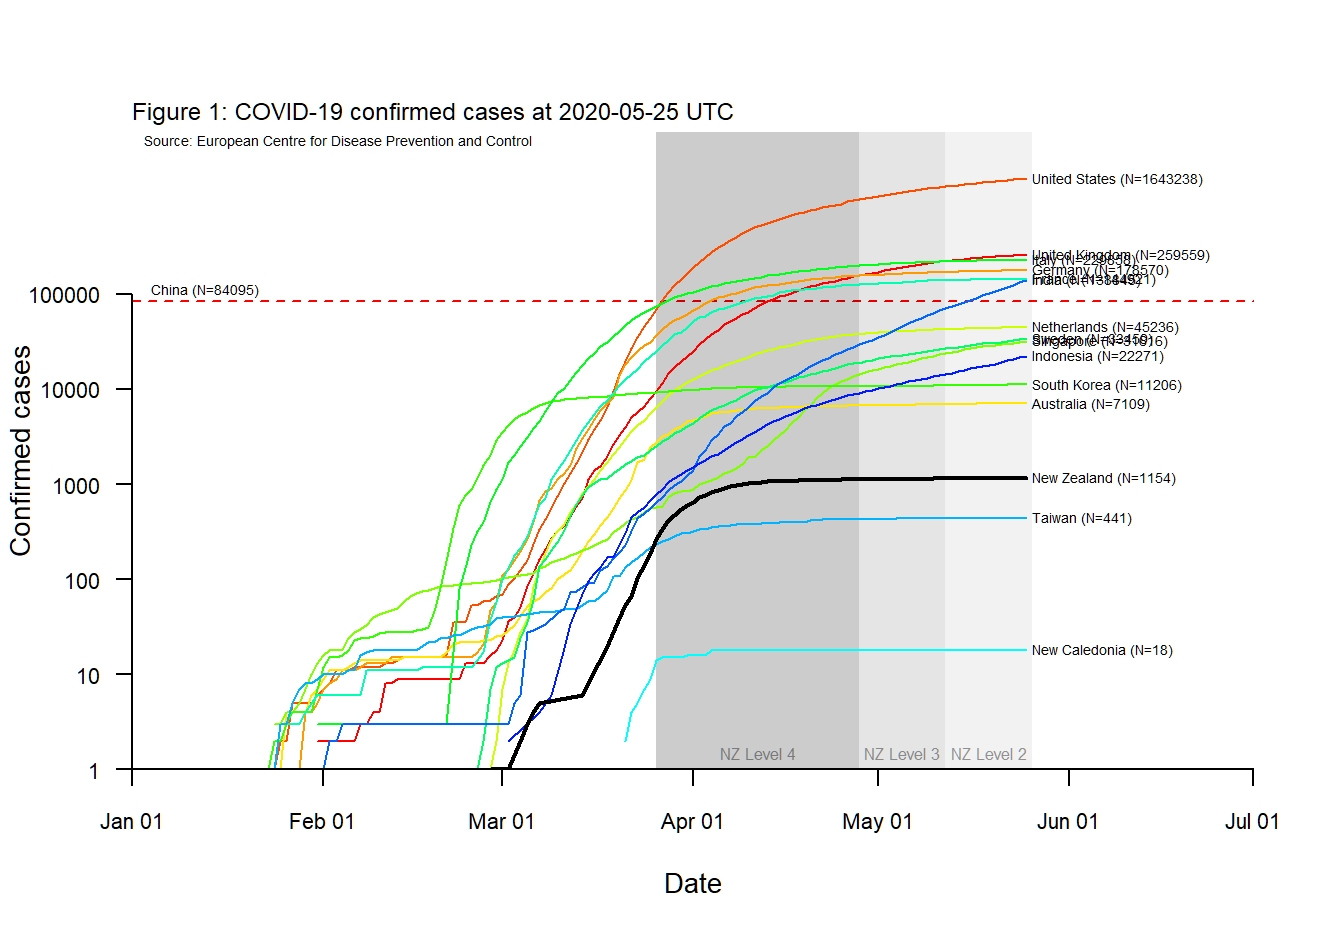 Figure 1: COVID-19 confirmed cases at 2020-05-25 UTC
Source: European Centre for Disease Prevention and Control
United States (N=1643238)
United Kingdom (N=259559)
Italy
Germany (N=178570)
China (N=84095)
100000
India
Netherlands (N=45236)
Sweden
Singapore
Indonesia (N=22271)
10000
South Korea (N=11206)
Australia (N=7109)
Confirmed cases
1000
New Zealand (N=1154)
Taiwan (N=441)
100
New Caledonia (N=18)
10
NZ Level 4
NZ Level 3
NZ Level 2
1
Jan 01
Feb 01
Mar 01
Apr 01
May 01
Jun 01
Jul 01
Date